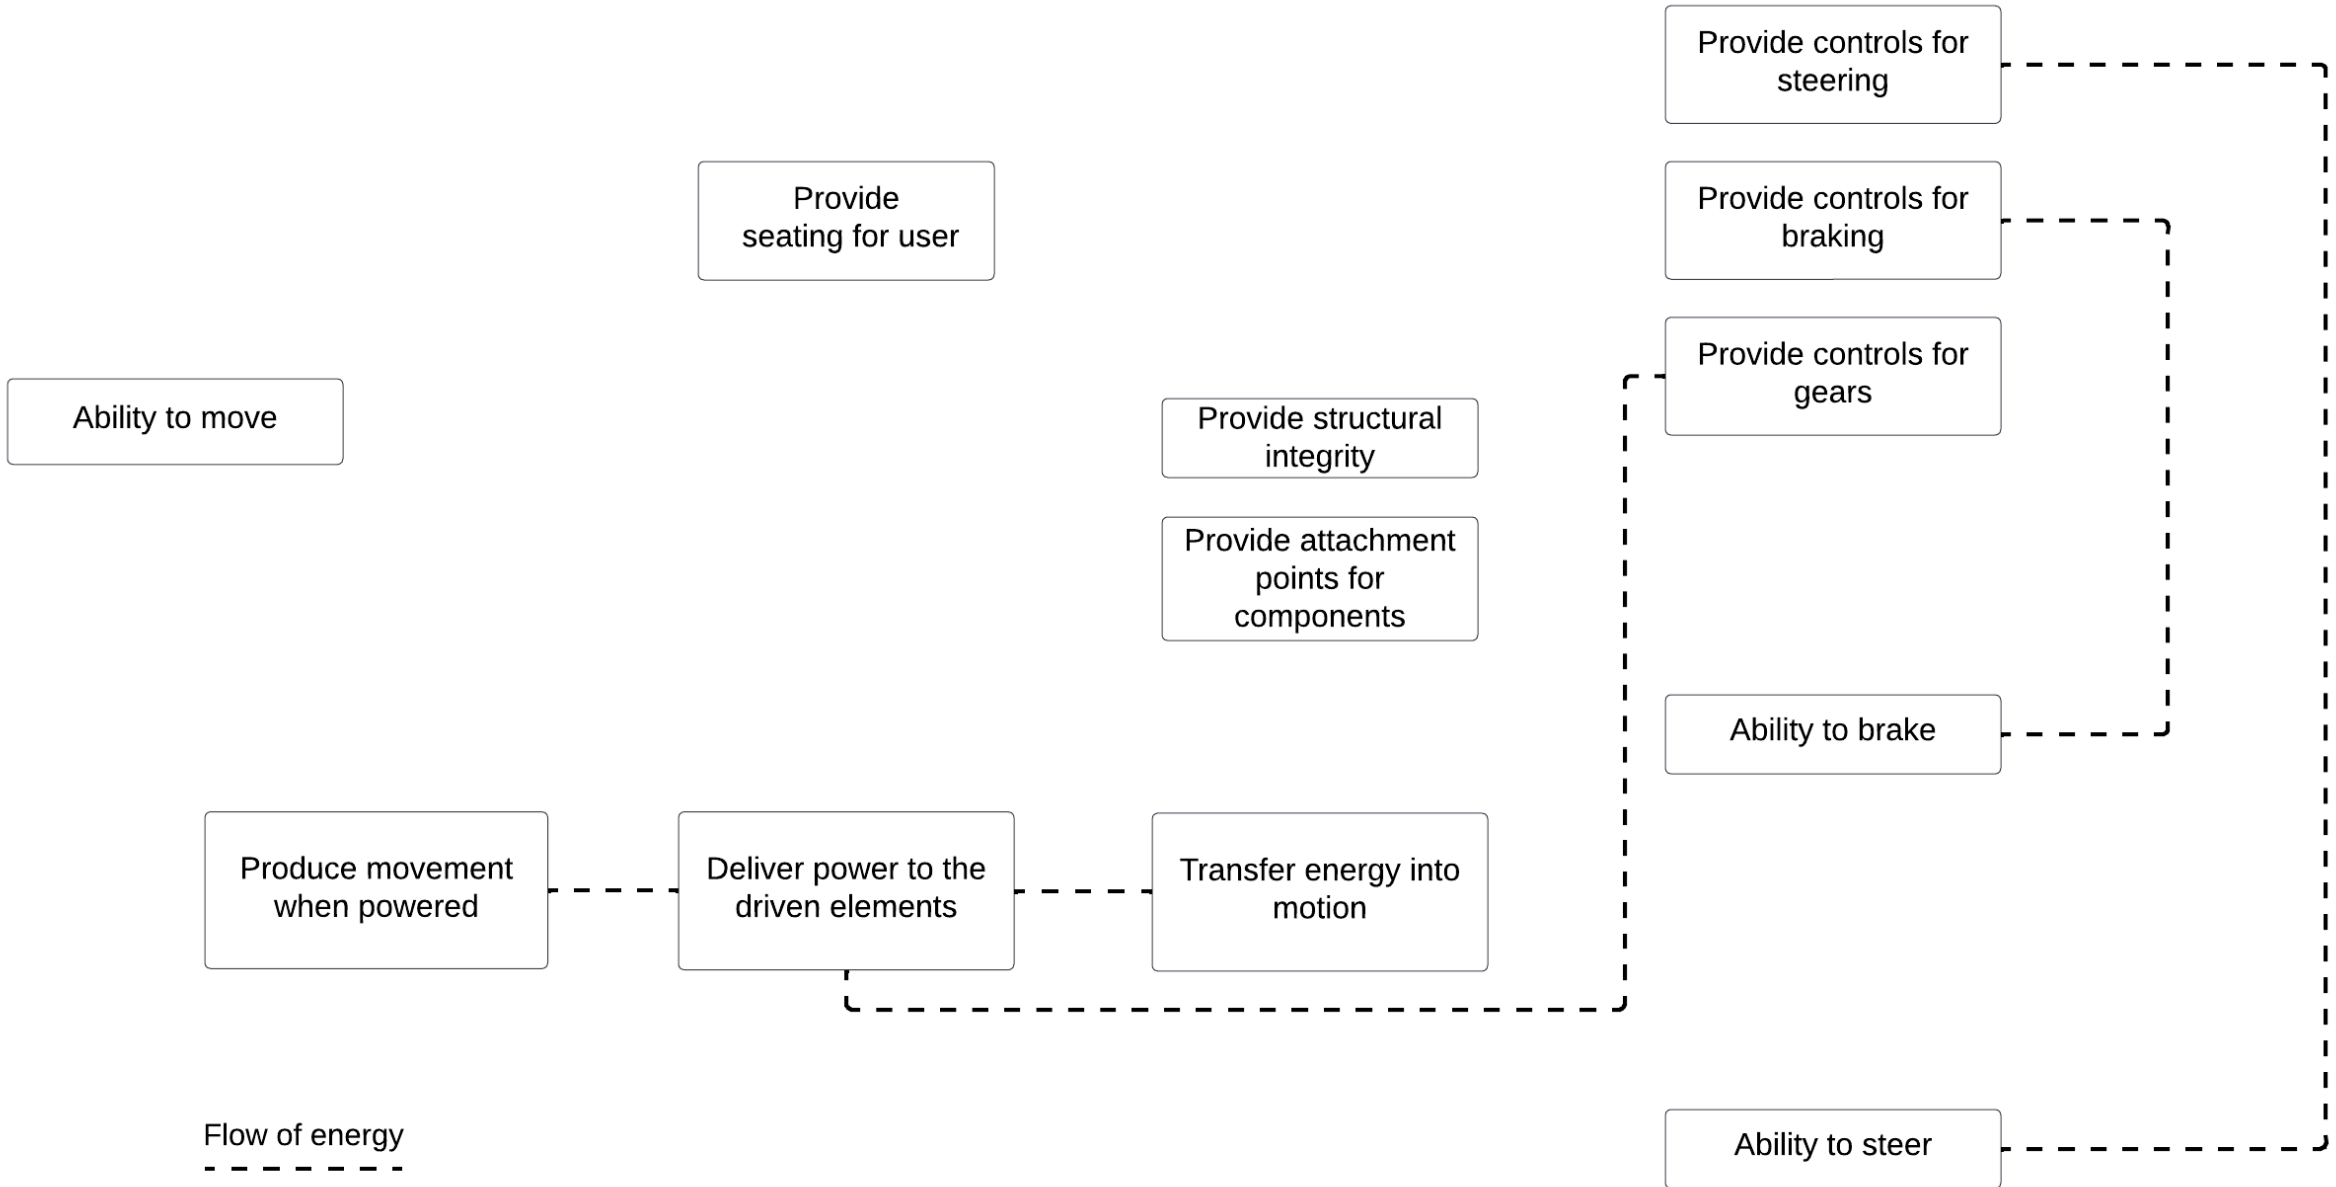 Provide controls for
steering
Provide
seating for user
Provide controls for
braking
Provide controls for
gears
Ability to move
Provide structural
integrity
Provide attachment
points for
components
Ability to brake
Produce movement
when powered
Deliver power to the
driven elements
Transfer energy into
motion
Flow of energy
Ability to steer